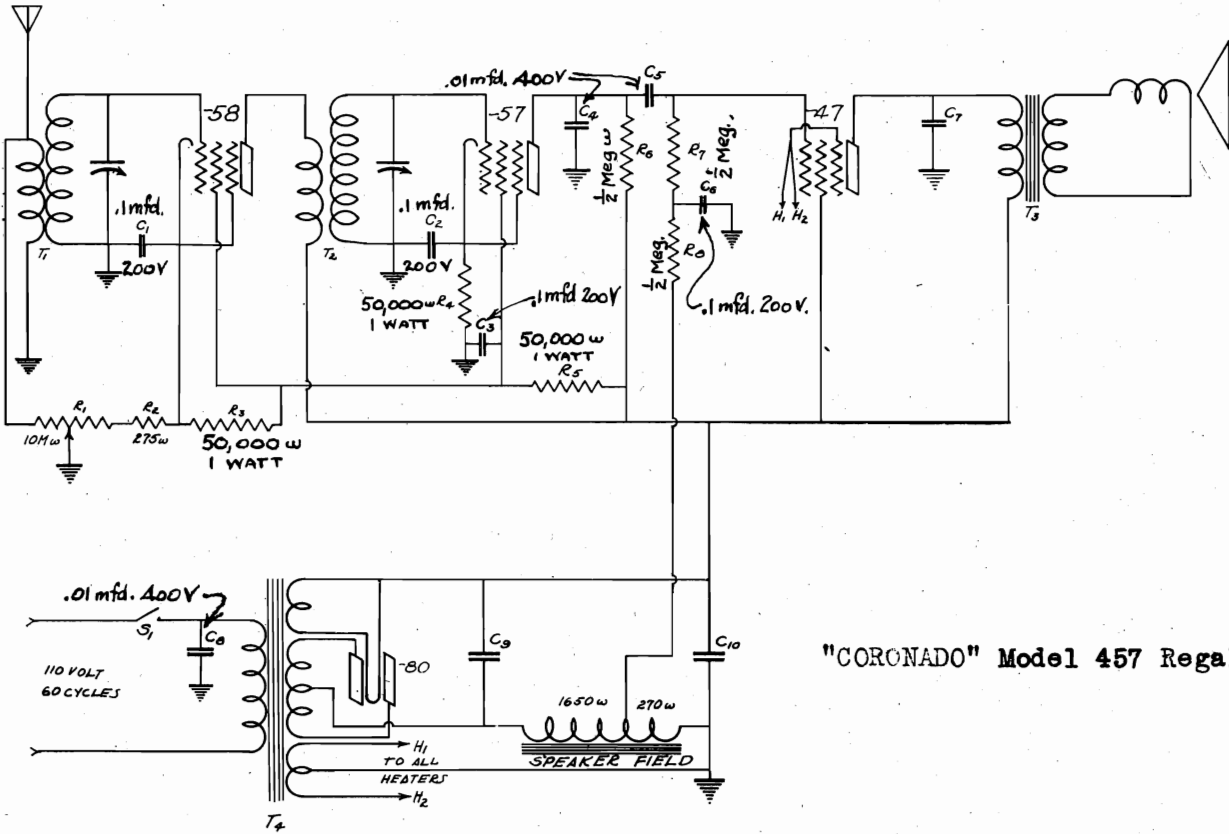 .01 mfd. 400V
C5
-58
-57
C4
-47
C7
R6
½ Meg ω
R7
½ Meg.
C6
H1 H2
T3
.1 mfd.
C1
200V
T1
.1 mfd.
C2
200V
T2
R8
½ Meg.
.1 mfd. 200V.
50,000 ω R4
1 WATT
.1 mfd 200V
C3
50,000 ω
1 WATT
R5
R1
10M ω
R2
275 ω
R3
50,000 ω
1 WATT
.01 mfd. 400V
S1
C8
110 VOLT
60 CYCLES
-80
C9
C10
1650 ω
270 ω
SPEAKER FIELD
H1
TO ALL
HEATERS
H2
T4
"CORONADO" Model 457 Rega